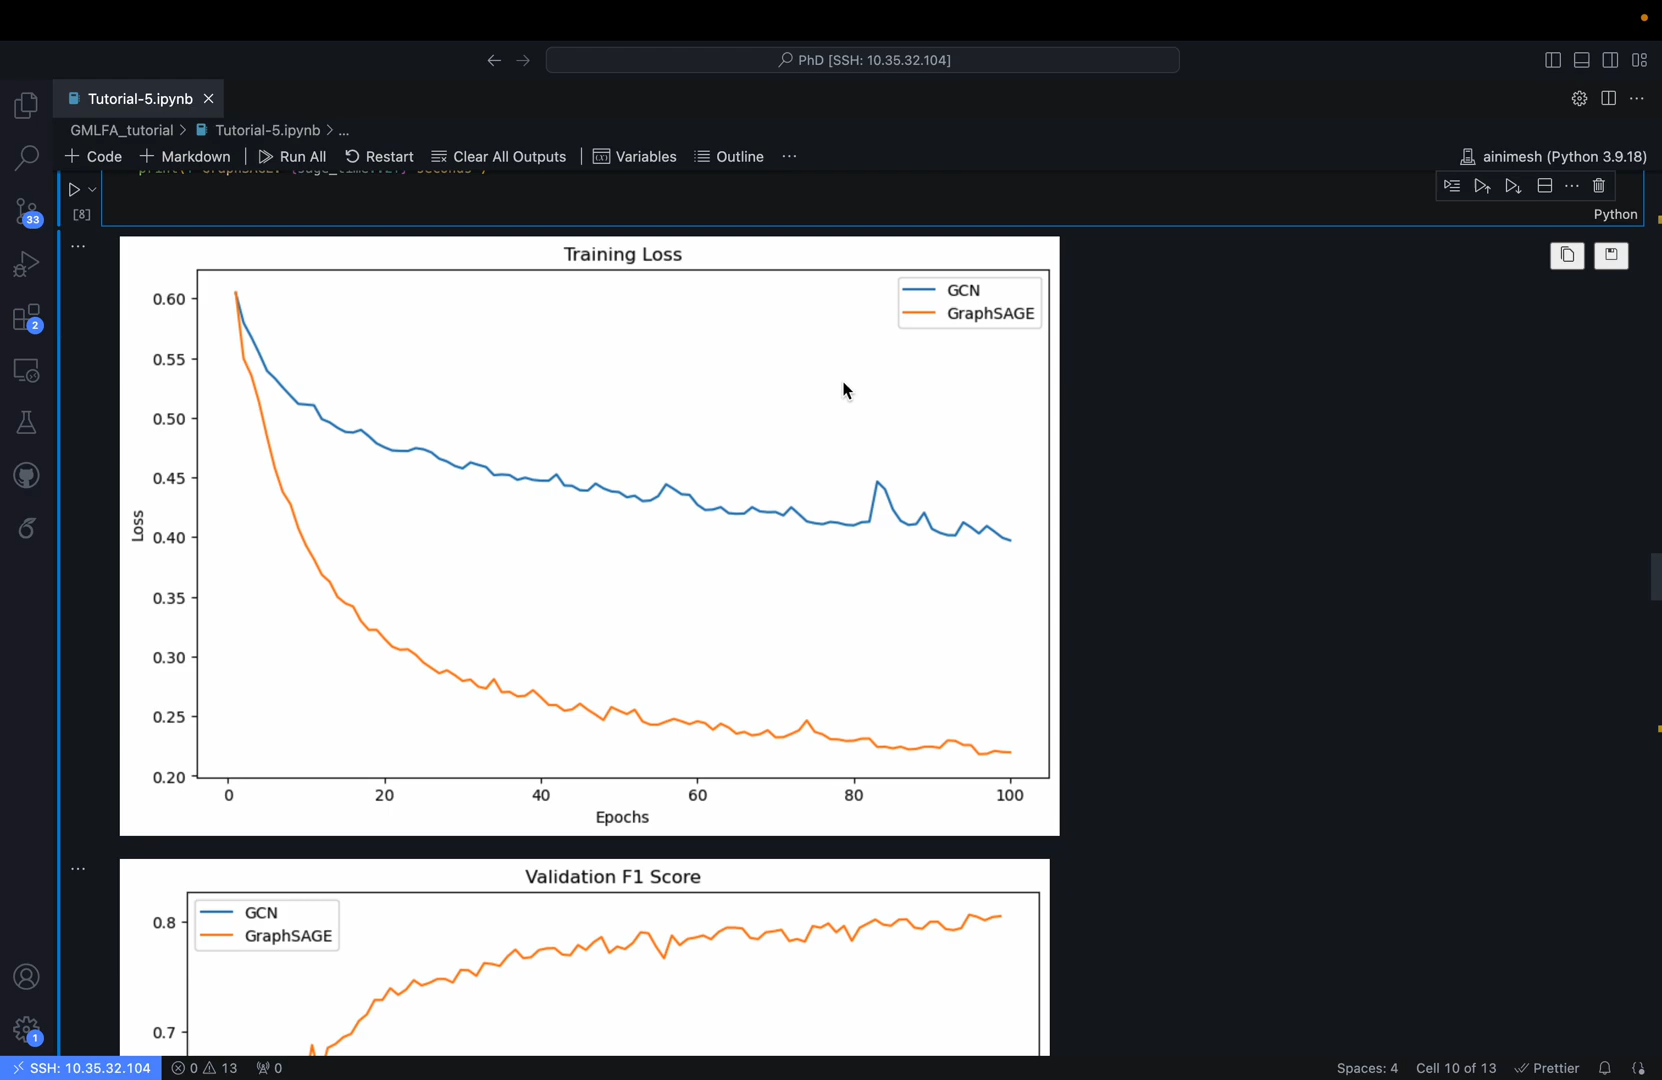 PhD [SSH: 10.35.32.104]
Tutorial-5.ipynb
GMLFA_tutorial > Tutorial-5.ipynb > ...
+ Code + Markdown | Run All Restart Clear All Outputs | Variables Outline ...
ainimesh (Python 3.9.18)
[8]
Python
Training Loss
GCN
GraphSAGE
0.60
0.55
0.50
0.45
0.40
0.35
0.30
0.25
0.20
Loss
0 20 40 60 80 100
Epochs
Validation F1 Score
GCN
GraphSAGE
0.8
0.7
33
2
1
SSH: 10.35.32.104 0 13 0
Spaces: 4 Cell 10 of 13 Prettier